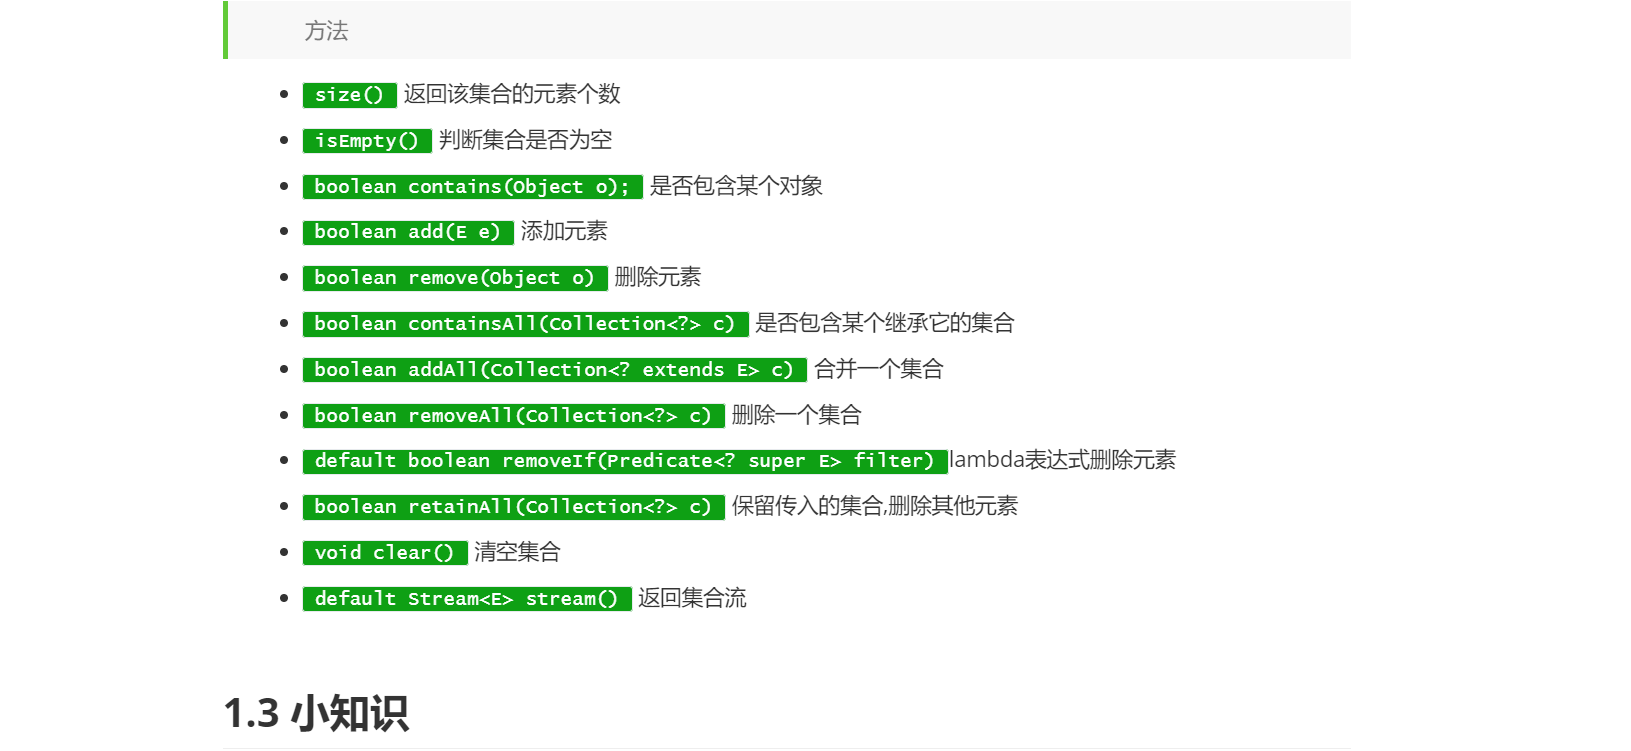 方法
size() 返回该集合的元素个数
isEmpty() 判断集合是否为空
boolean contains(Object o); 是否包含某个对象
boolean add(E e) 添加元素
boolean remove(Object o) 删除元素
boolean containsAll(Collection<?> c) 是否包含某个继承它的集合
boolean addAll(Collection<? extends E> c) 合并一个集合
boolean removeAll(Collection<?> c) 删除一个集合
default boolean removeIf(Predicate<? super E> filter) lambda表达式删除元素
boolean retainAll(Collection<?> c) 保留传入的集合,删除其他元素
void clear() 清空集合
default Stream<E> stream() 返回集合流
1.3 小知识